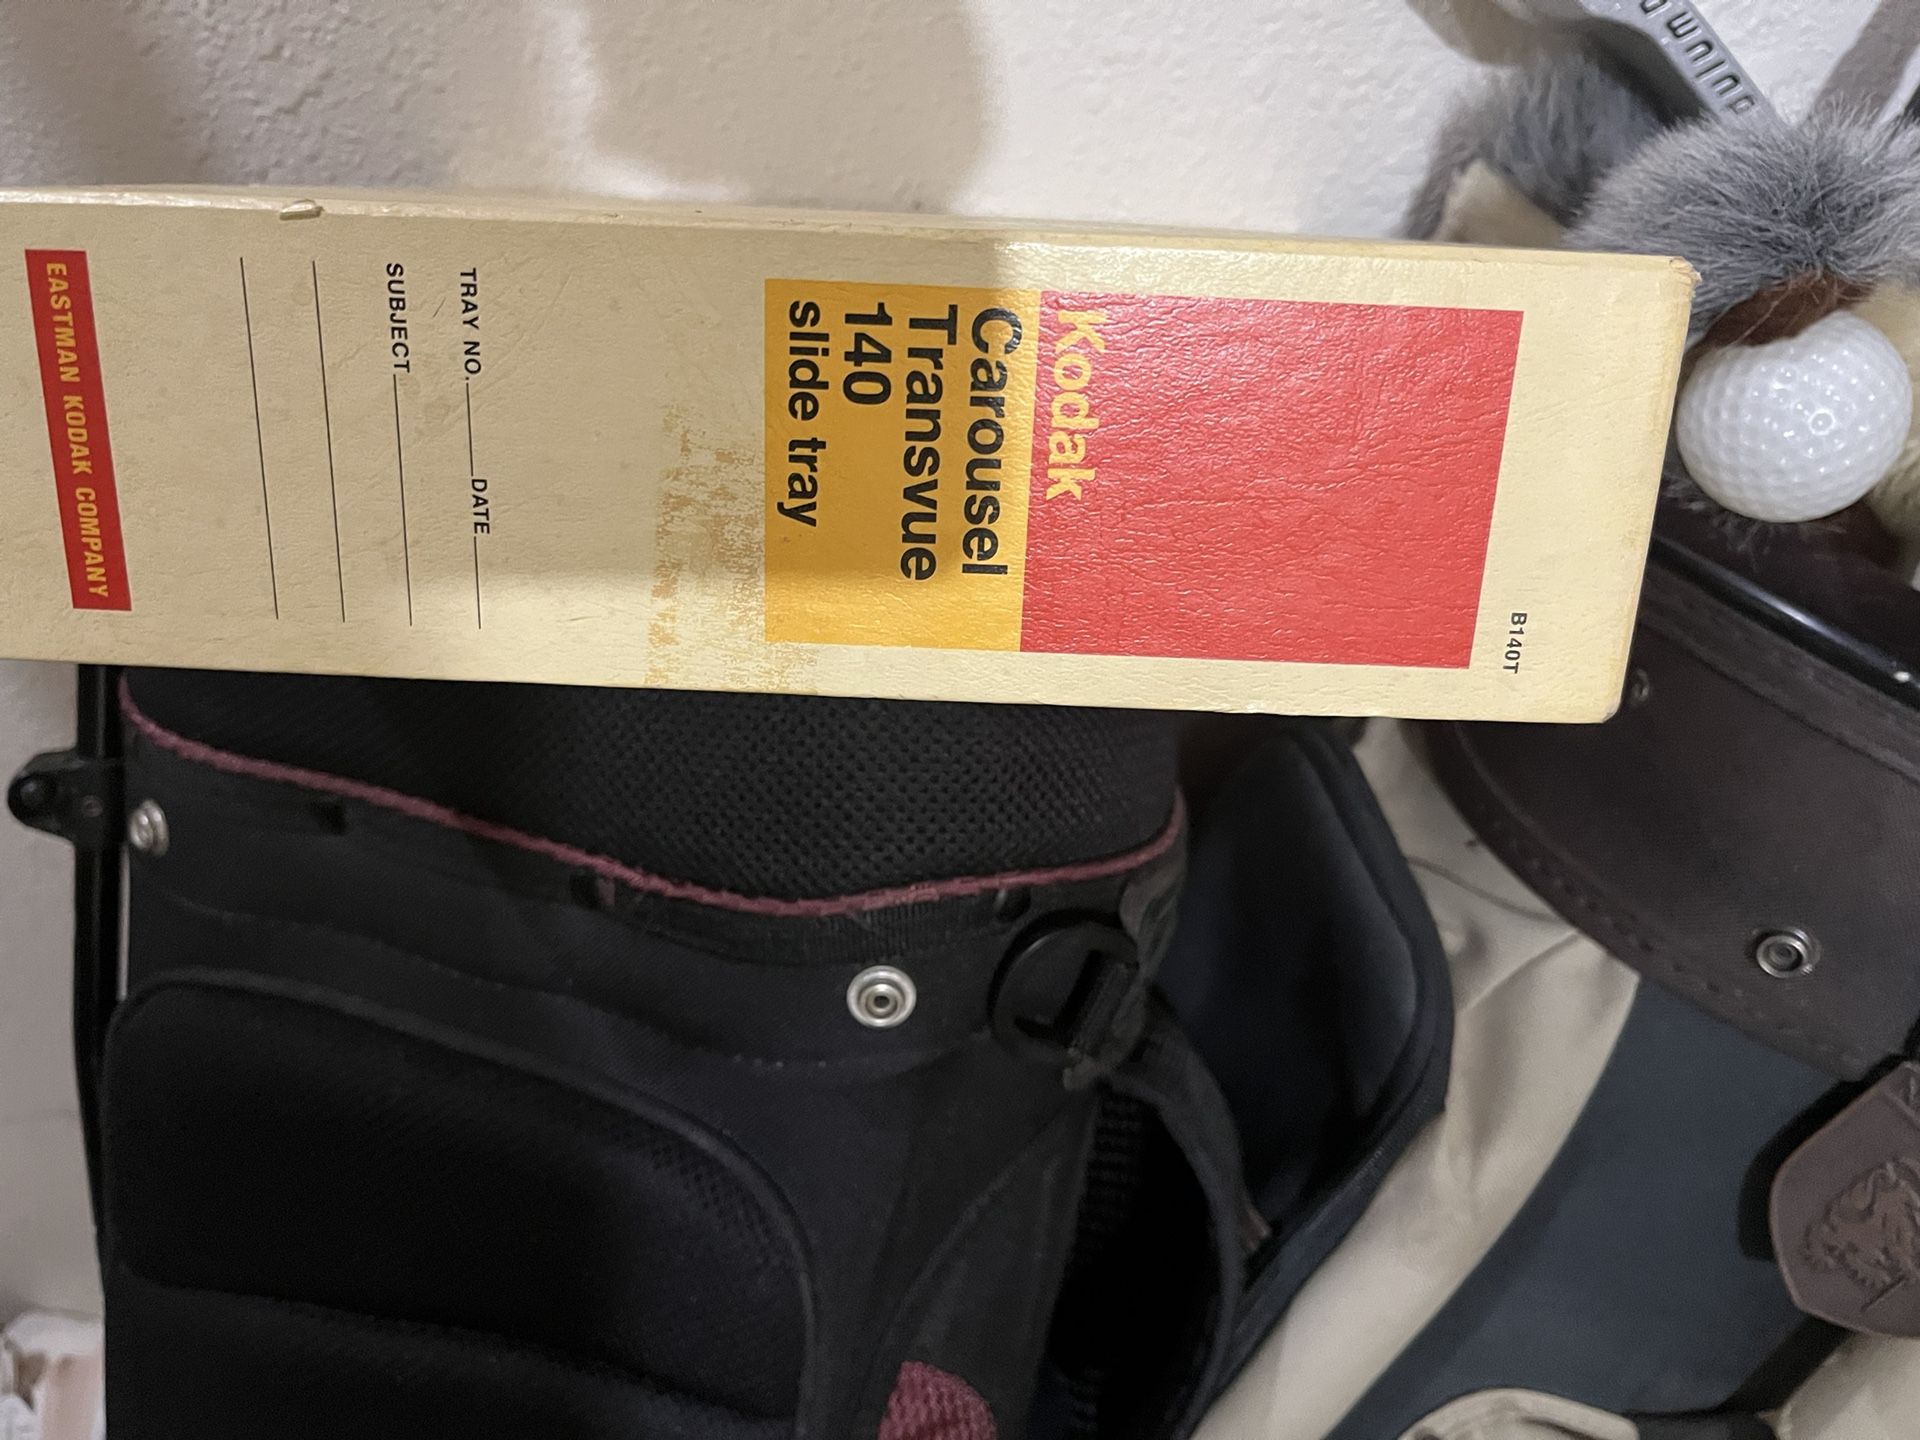 B140T
Kodak
Carousel
Transvue
140
slide tray
TRAY NO. DATE
SUBJECT
EASTMAN KODAK COMPANY